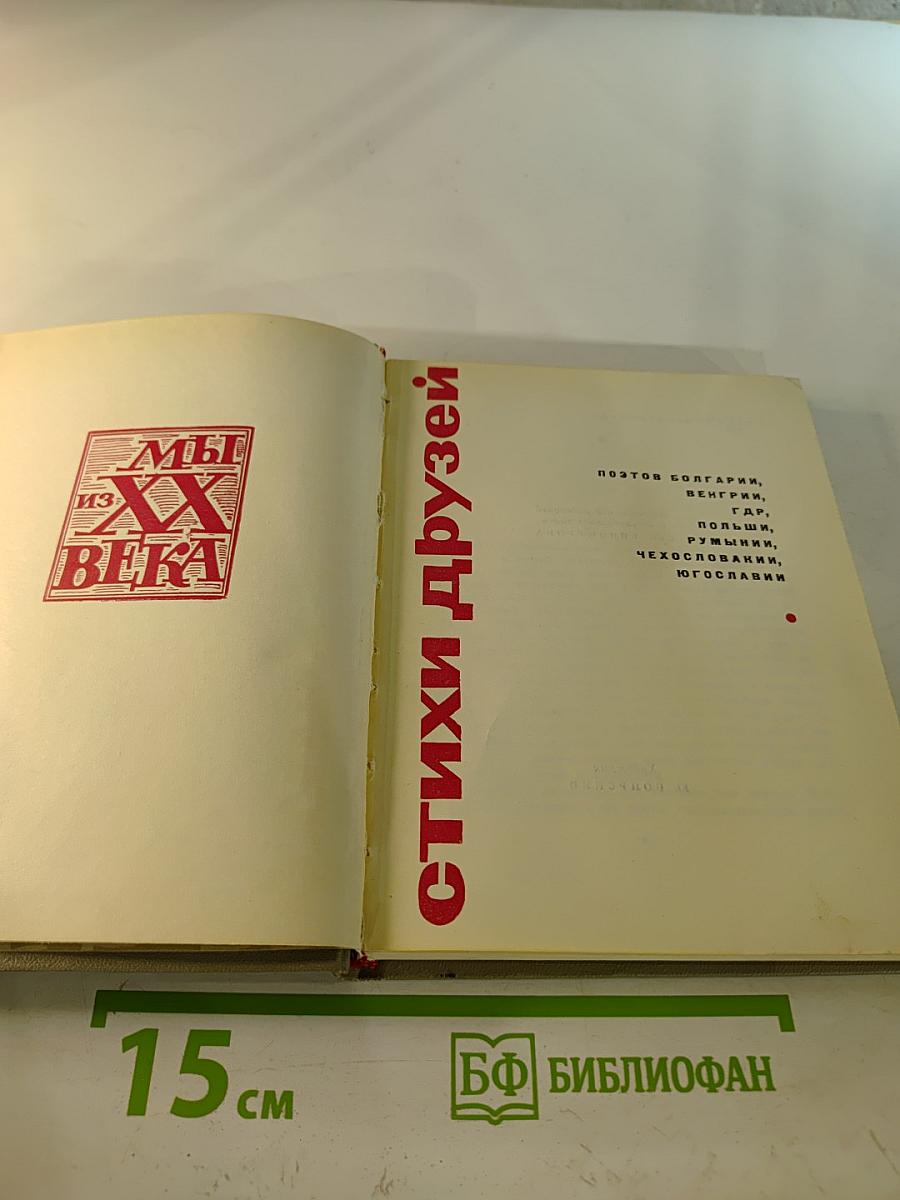 МЫ
ИЗ XX
ВЕКА
СТИХИ ДРУЗЕЙ
ПОЭТОВ БОЛГАРИИ,
ВЕНГРИИ,
ГДР,
ПОЛЬШИ,
РУМЫНИИ,
ЧЕХОСЛОВАКИИ,
ЮГОСЛАВИИ
15 см
БФ БИБЛИОФАН